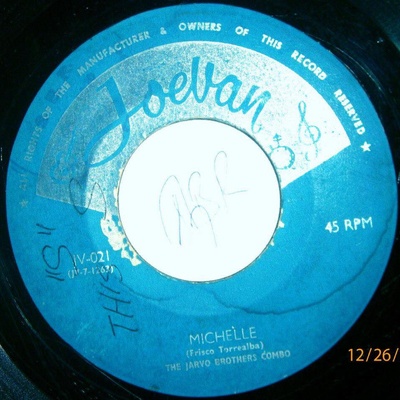 ALL RIGHTS OF THE MANUFACTURER & OWNERS OF THIS RECORD RESERVED
Joevan
"S"
THIS
45 RPM
JV-021
MICHELLE
(Frisco Torrealba)
THE JARVO BROTHERS COMBO
12/26/